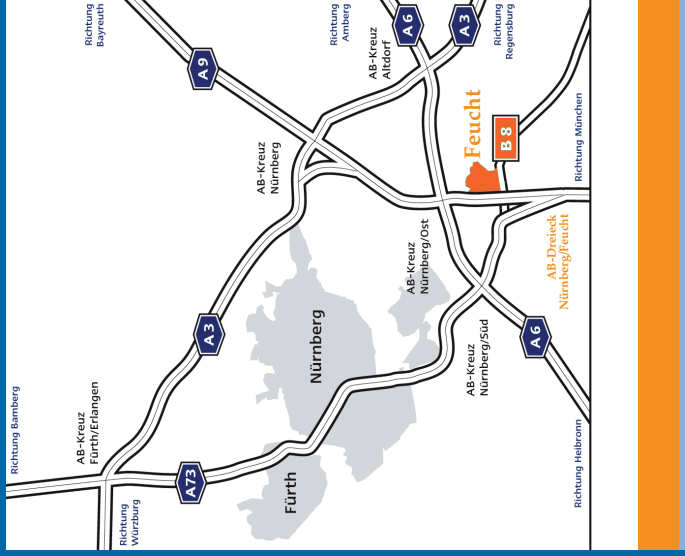 Richtung Bamberg
AB-Kreuz
Fürth/Erlangen
Richtung
Würzburg
A73
Fürth
A3
Nürnberg
AB-Kreuz
Nürnberg
A9
Richtung
Bayreuth
Richtung
Amberg
A6
A3
Richtung
Regensburg
AB-Kreuz
Altdorf
Feucht
B8
Richtung München
AB-Kreuz
Nürnberg/Ost
AB-Dreieck
Nürnberg/Feucht
AB-Kreuz
Nürnberg/Süd
A6
Richtung Heilbronn